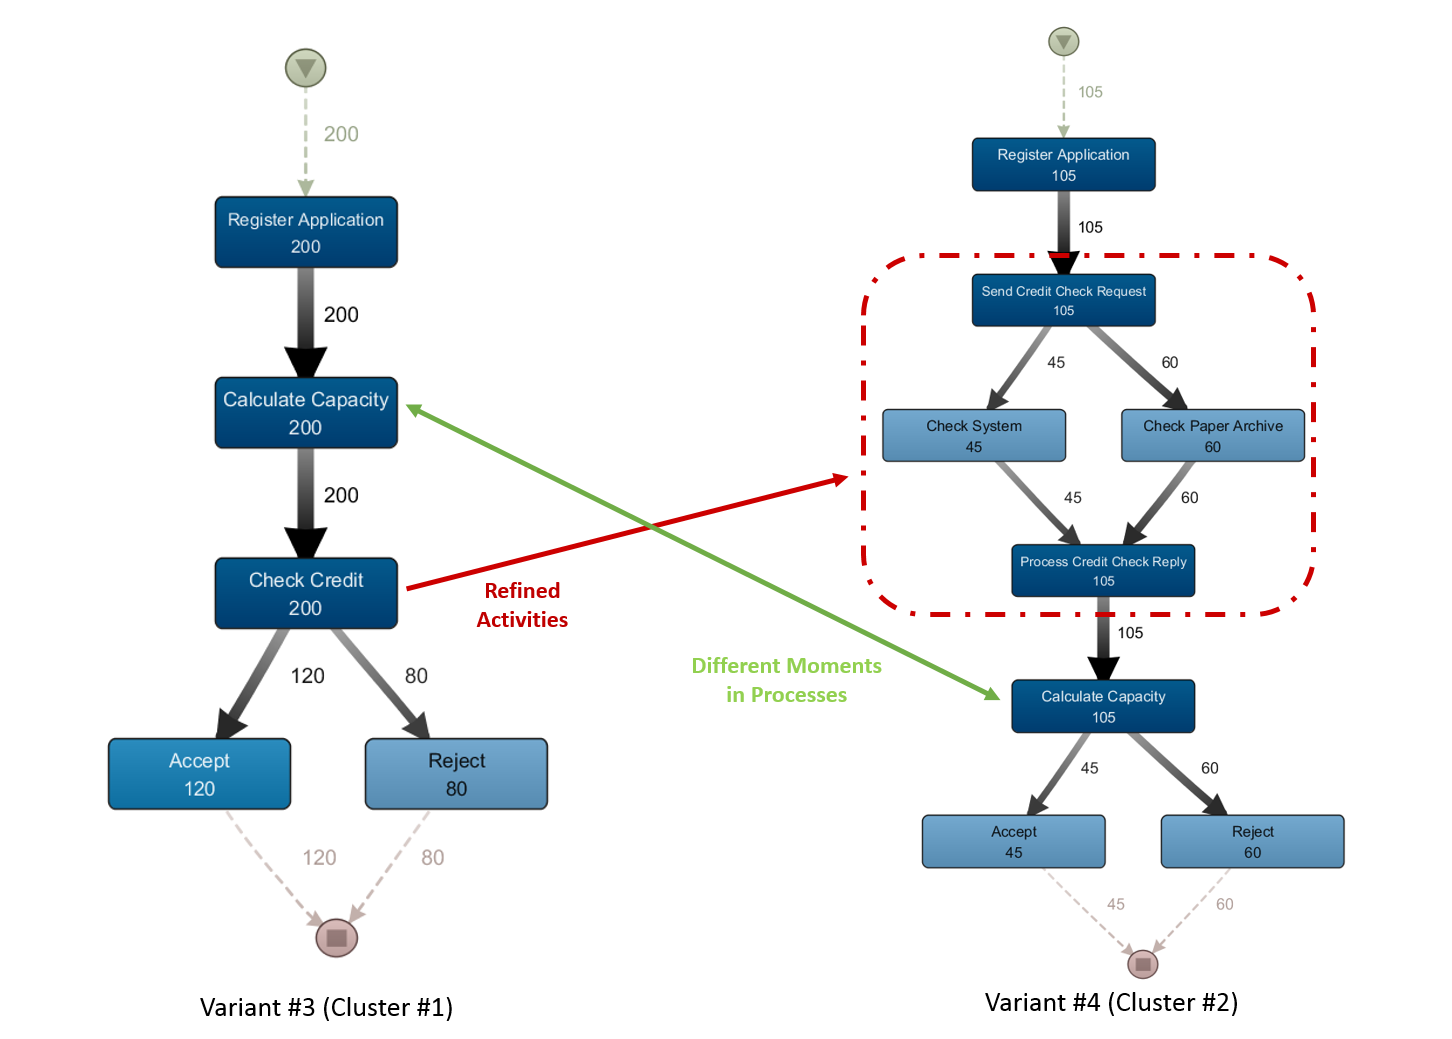 200
Register Application
200
200
Calculate Capacity
200
200
Check Credit
200
120
80
Accept
120
Reject
80
120
80
Variant #3 (Cluster #1)
Refined
Activities
Different Moments
in Processes
105
Register Application
105
105
Send Credit Check Request
105
45
60
Check System
45
Check Paper Archive
60
45
60
Process Credit Check Reply
105
105
Calculate Capacity
105
45
60
Accept
45
Reject
60
45
60
Variant #4 (Cluster #2)